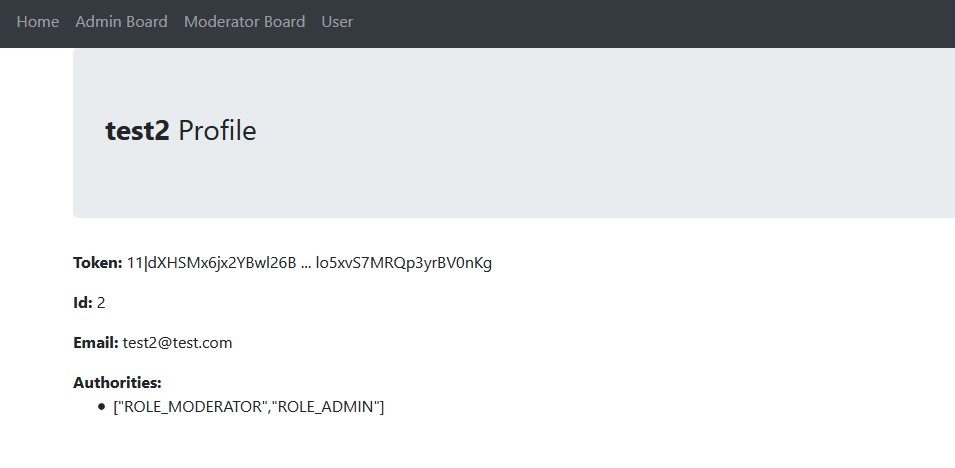 Home Admin Board Moderator Board User
test2 Profile
Token: 11|dXHSMx6jx2YBwl26B ... lo5xvS7MRQp3yrBV0nKg
Id: 2
Email: test2@test.com
Authorities:
• ["ROLE_MODERATOR","ROLE_ADMIN"]